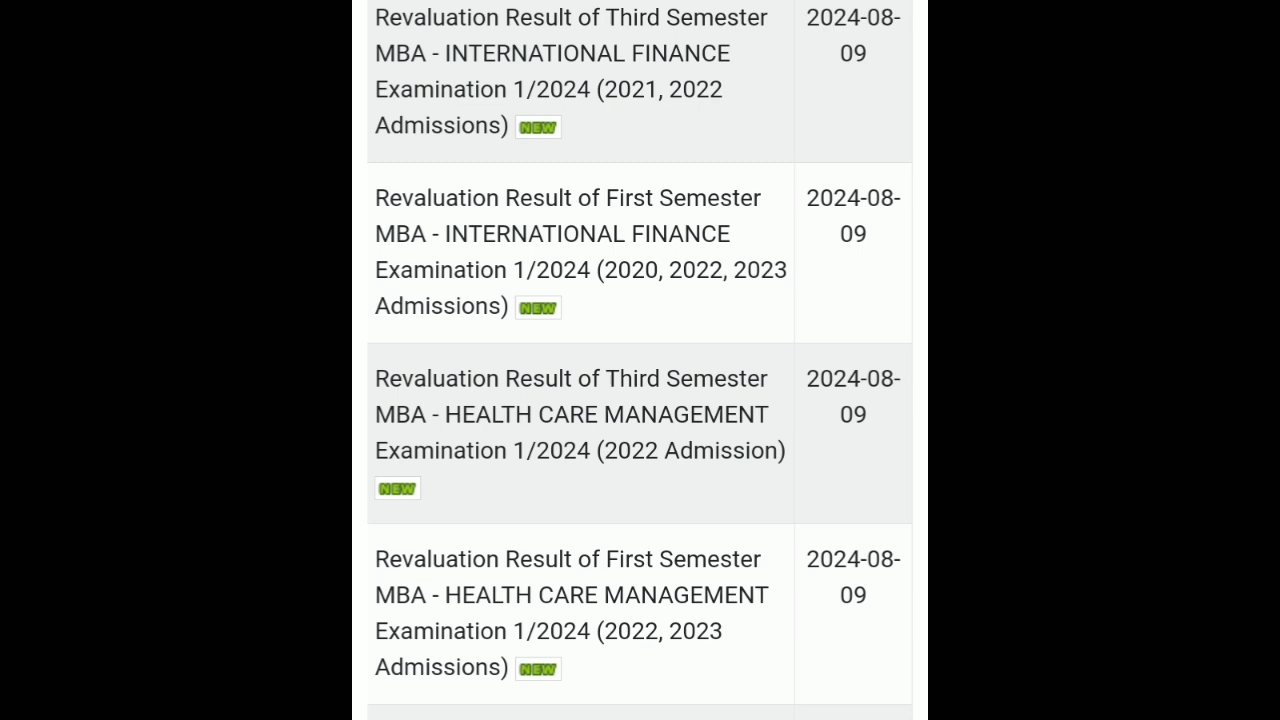 Revaluation Result of Third Semester
MBA - INTERNATIONAL FINANCE
Examination 1/2024 (2021, 2022
Admissions) NEW
2024-08-
09
Revaluation Result of First Semester
MBA - INTERNATIONAL FINANCE
Examination 1/2024 (2020, 2022, 2023
Admissions) NEW
2024-08-
09
Revaluation Result of Third Semester
MBA - HEALTH CARE MANAGEMENT
Examination 1/2024 (2022 Admission)
NEW
2024-08-
09
Revaluation Result of First Semester
MBA - HEALTH CARE MANAGEMENT
Examination 1/2024 (2022, 2023
Admissions) NEW
2024-08-
09